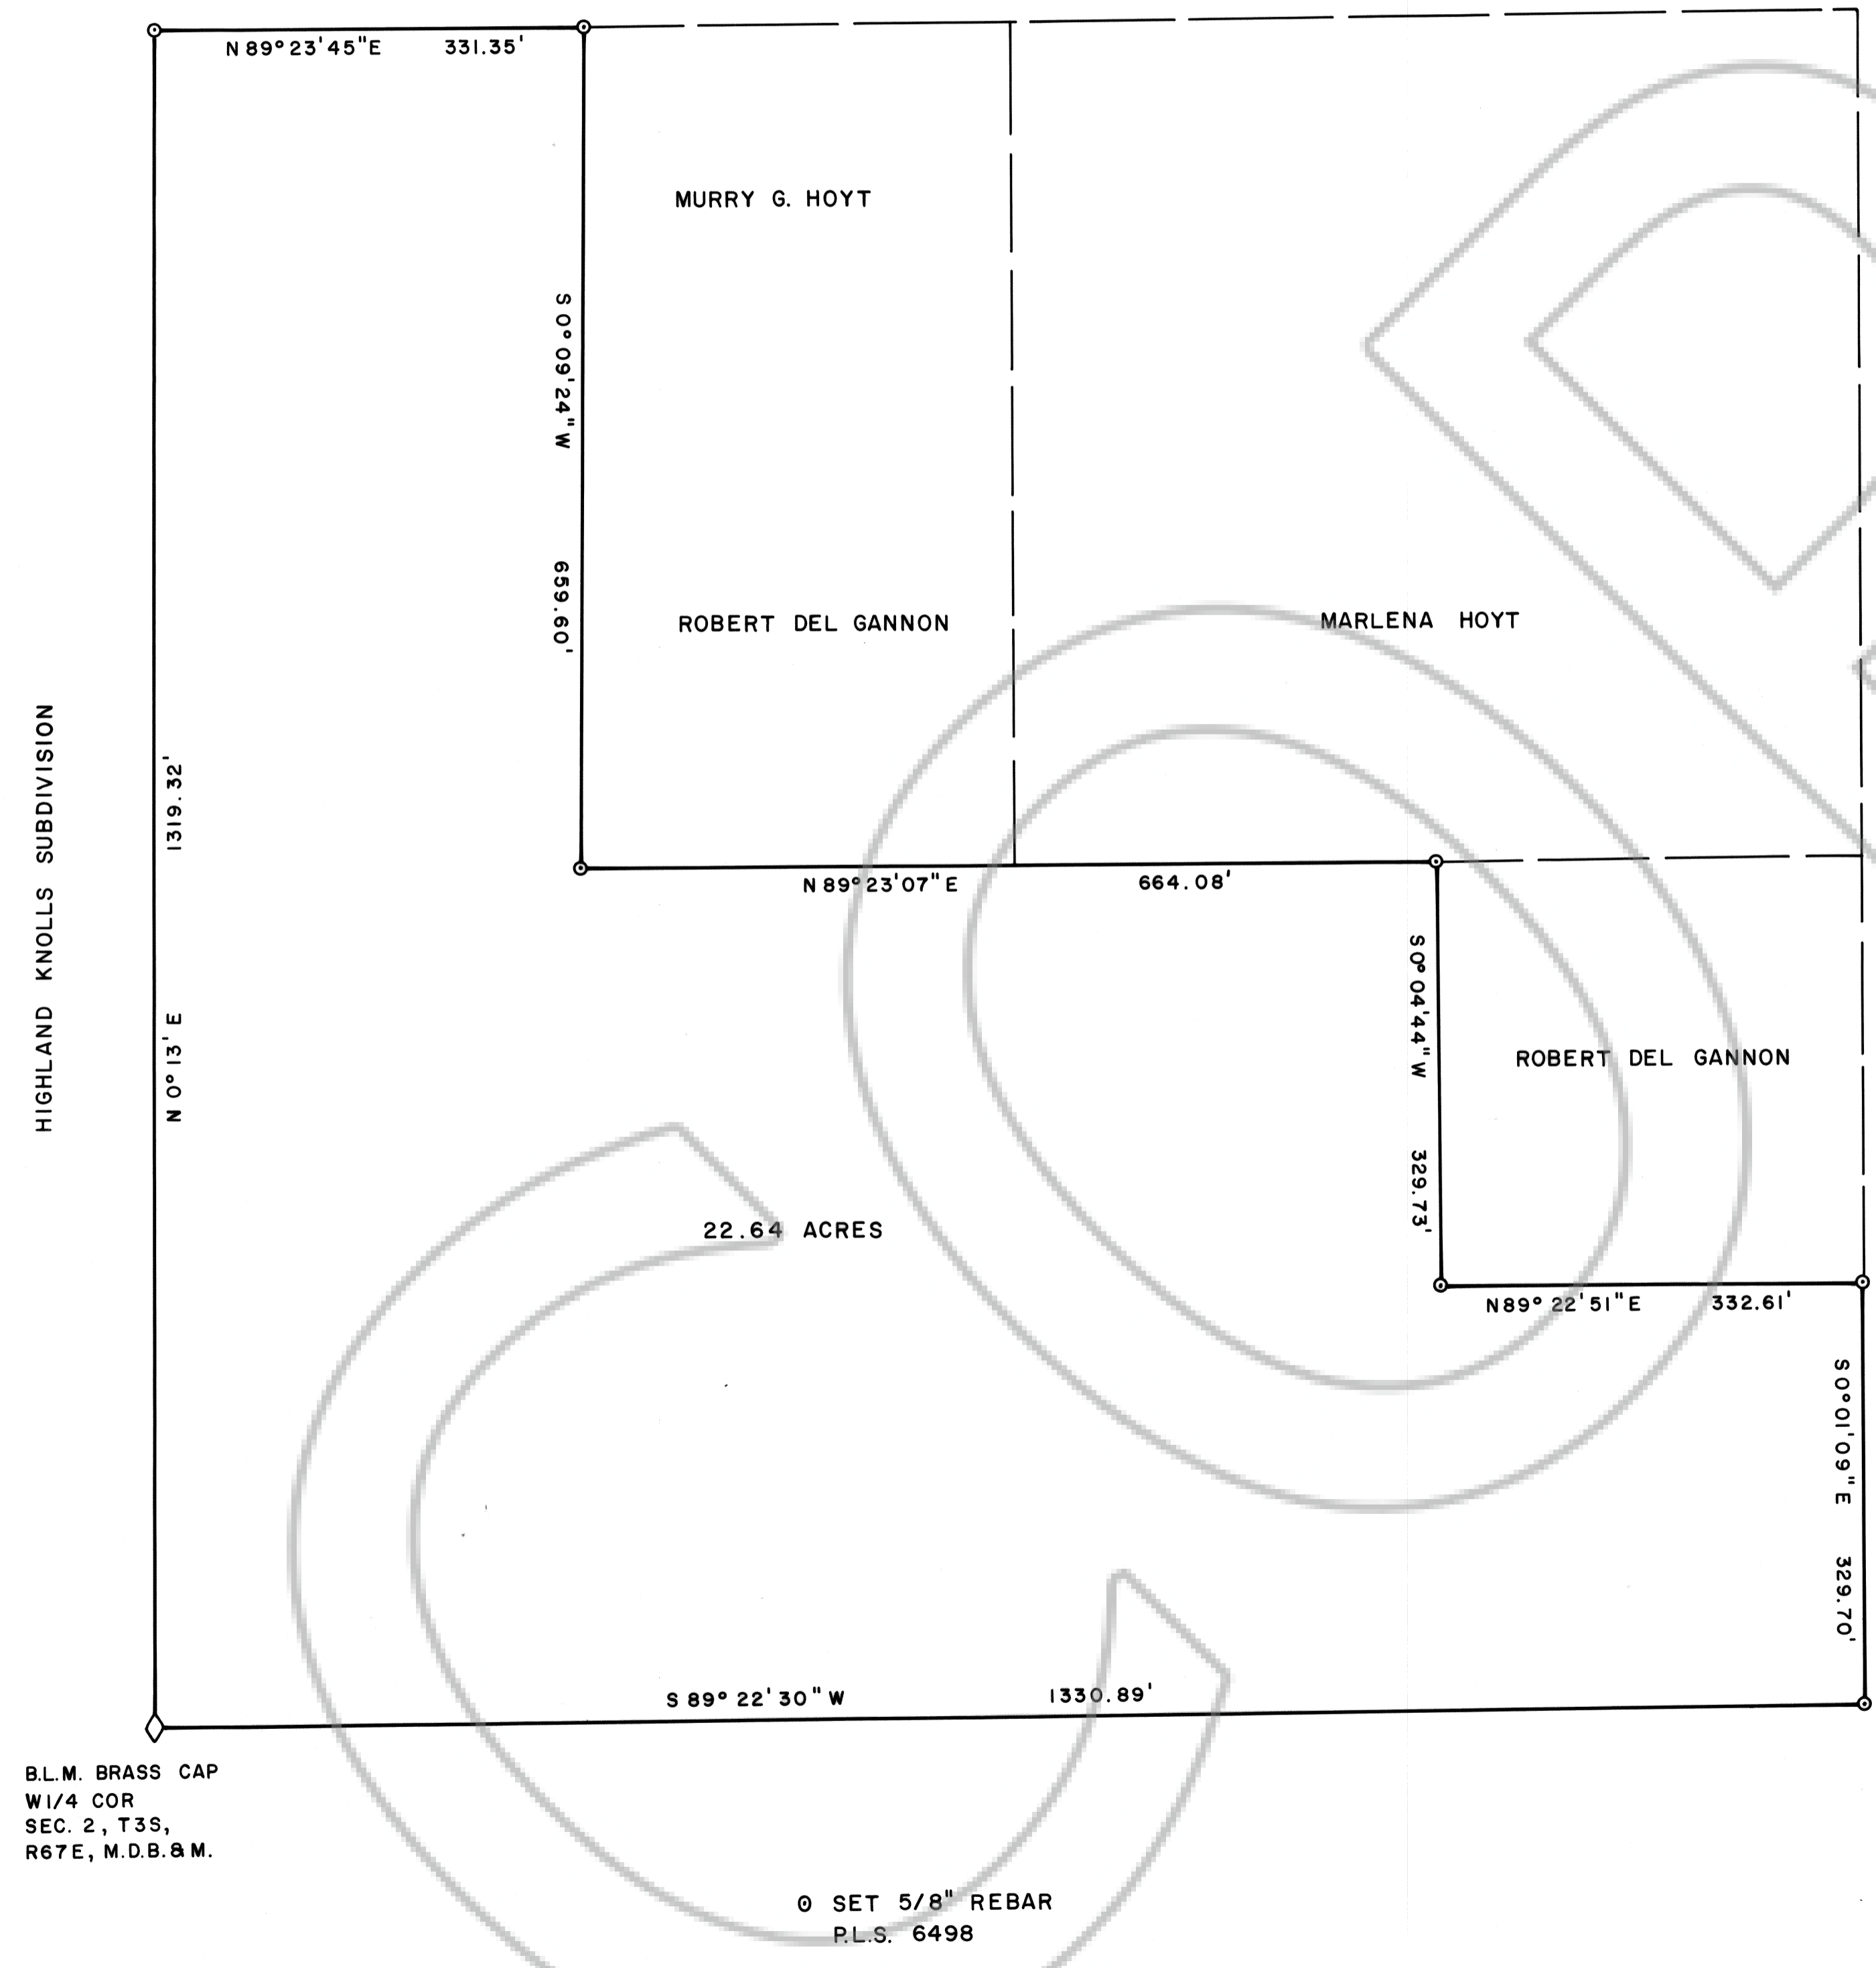 N 89° 23' 45" E 331.35'
MURRY G. HOYT
S 0° 09' 24" W 659.60'
ROBERT DEL GANNON
MARLENA HOYT
HIGHLAND KNOLLS SUBDIVISION
N 0° 13' E 1319.32'
N 89° 23' 07" E 664.08'
S 0° 04' 44" W 329.73'
ROBERT DEL GANNON
22.64 ACRES
N 89° 22' 51" E 332.61'
S 0° 01' 09" E 329.70'
S 89° 22' 30" W 1330.89'
B.L.M. BRASS CAP
W 1/4 COR
SEC. 2, T3S,
R67E, M.D.B. & M.
⊙ SET 5/8" REBAR
P.L.S. 6498